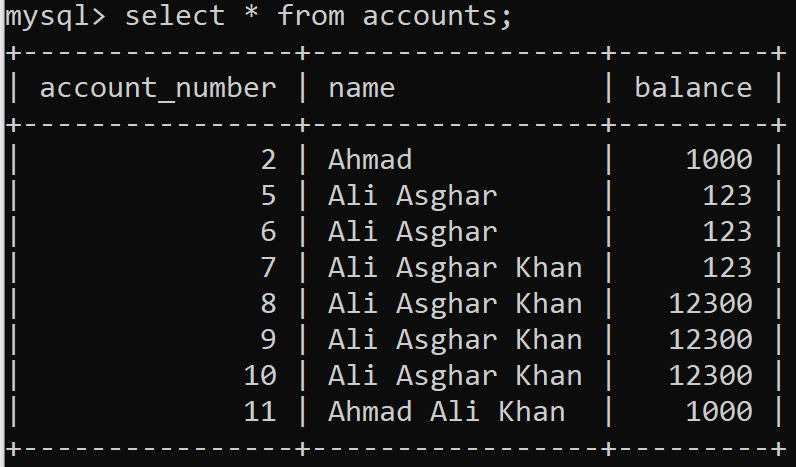 mysql> select * from accounts;
+----------------+----------------+---------+
| account_number | name           | balance |
+----------------+----------------+---------+
|              2 | Ahmad          |    1000 |
|              5 | Ali Asghar     |     123 |
|              6 | Ali Asghar     |     123 |
|              7 | Ali Asghar Khan |     123 |
|              8 | Ali Asghar Khan |   12300 |
|              9 | Ali Asghar Khan |   12300 |
|             10 | Ali Asghar Khan |   12300 |
|             11 | Ahmad Ali Khan  |    1000 |
+----------------+----------------+---------+